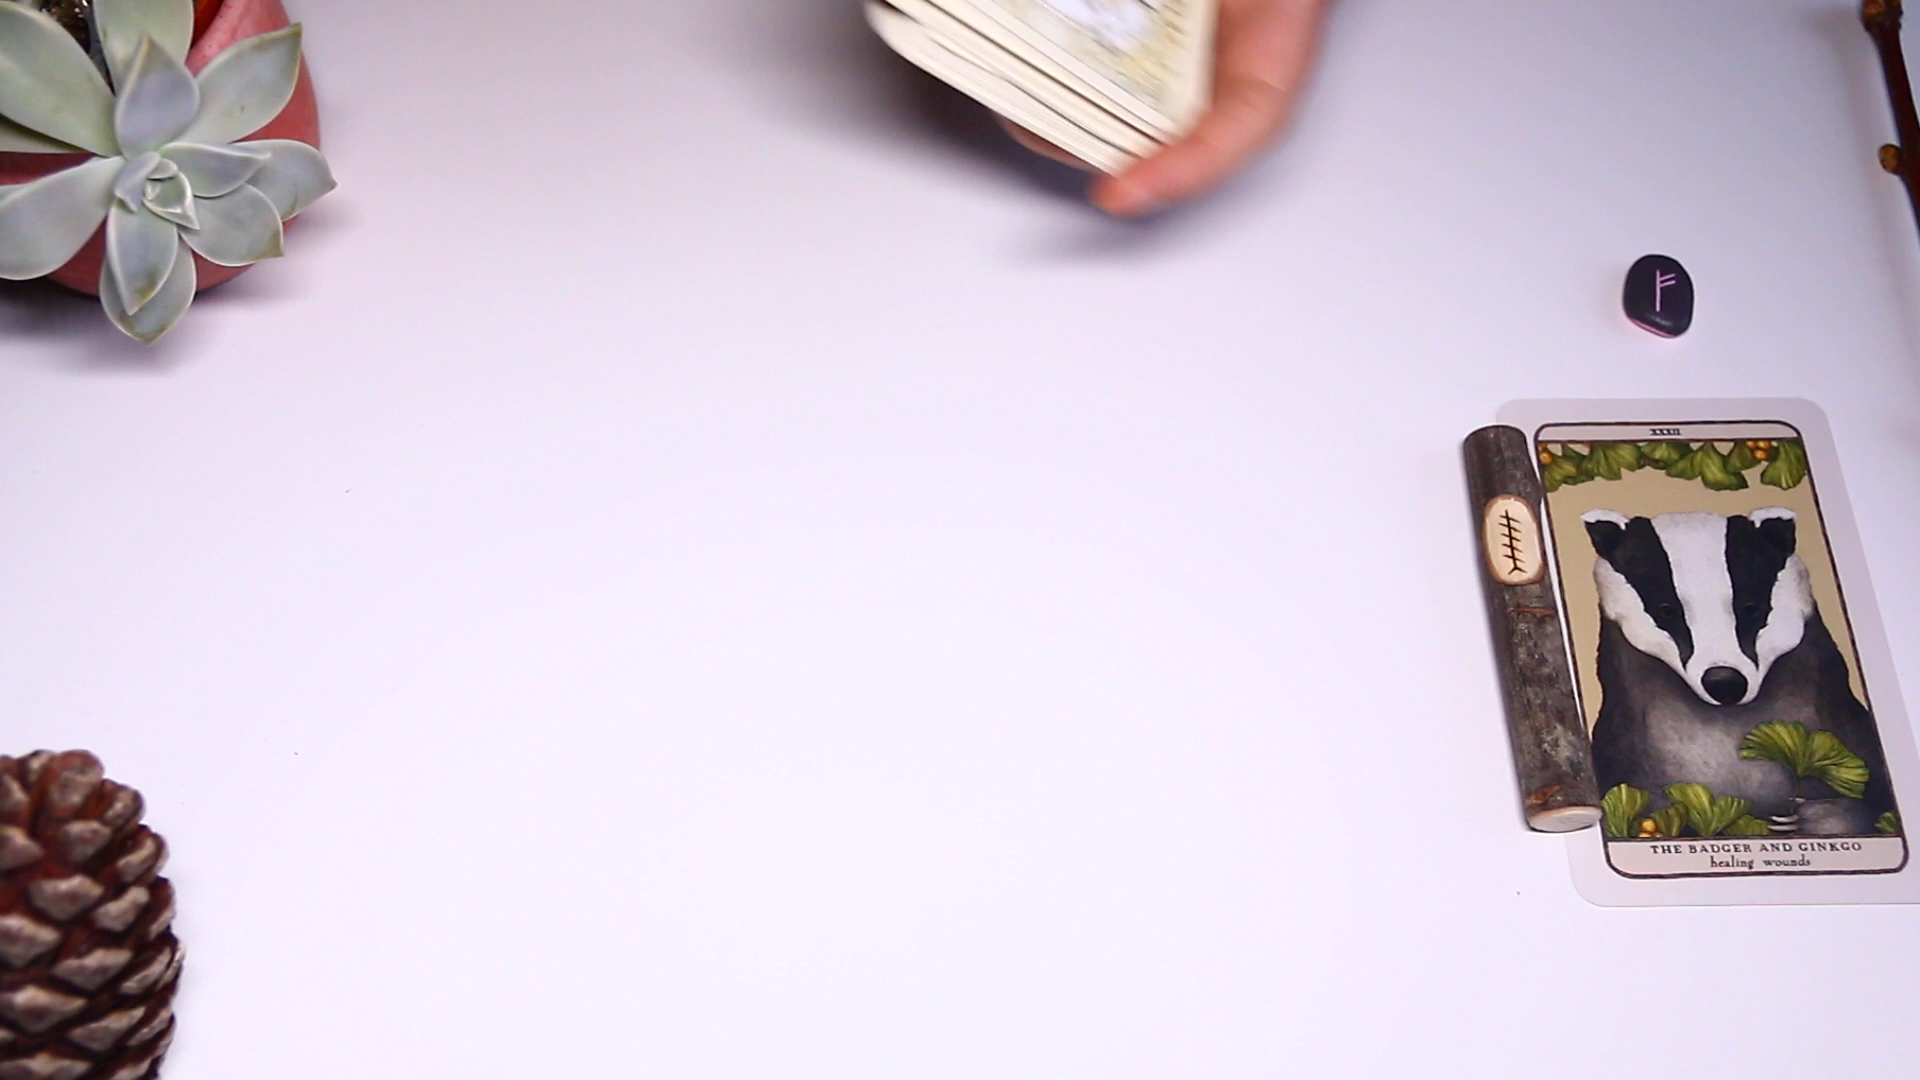 ᚠ
XXXII
THE BADGER AND GINKGO
healing wounds